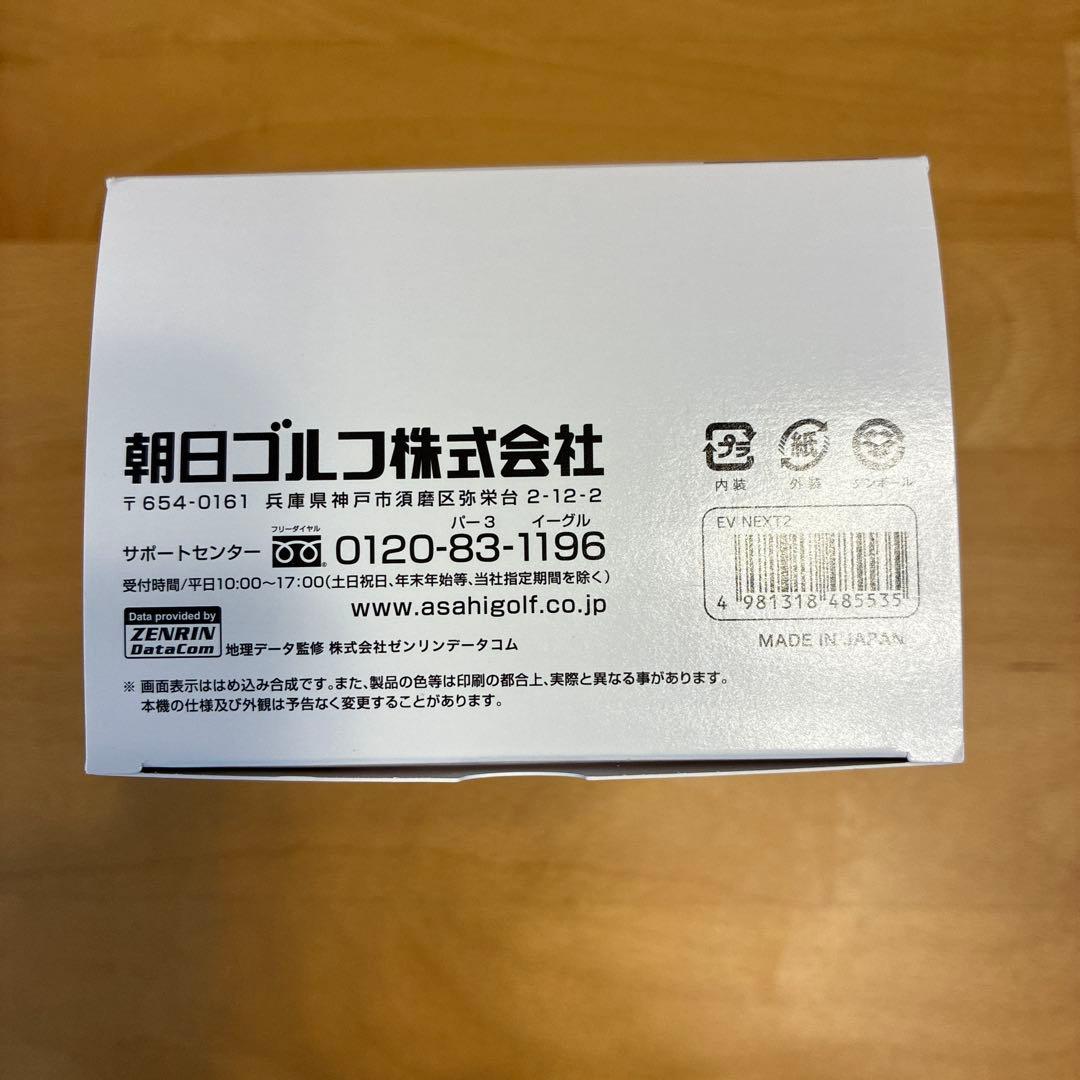 朝日ゴルフ株式会社
〒654-0161 兵庫県神戸市須磨区弥栄台 2-12-2
パー3 イーグル
フリーダイヤル
サポートセンター 0120-83-1196
受付時間/平日10:00〜17:00(土日祝日、年末年始等、当社指定期間を除く)
www.asahigolf.co.jp
Data provided by
ZENRIN
DataCom
地理データ監修 株式会社ゼンリンデータコム
※ 画面表示ははめ込み合成です。また、製品の色等は印刷の都合上、実際と異なる事があります。
本機の仕様及び外観は予告なく変更することがあります。
プラ 紙
内装 外装 ダンボール
EV NEXT2
4 981318 485535
MADE IN JAPAN